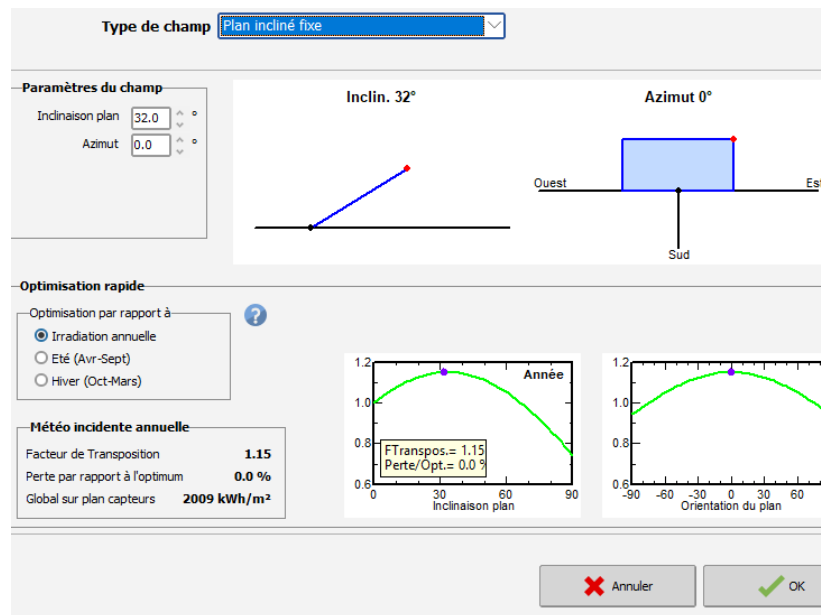 Type de champ Plan incliné fixe
Paramètres du champ
Inclinaison plan 32.0 °
Azimut 0.0 °
Inclin. 32°
Azimut 0°
Ouest
Est
Sud
Optimisation rapide
Optimisation par rapport à
Irradiation annuelle
Eté (Avr-Sept)
Hiver (Oct-Mars)
?
Météo incidente annuelle
Facteur de Transposition 1.15
Perte par rapport à l'optimum 0.0 %
Global sur plan capteurs 2009 kWh/m²
1.2
1.0
0.8
0.6
Année
FTranspos.= 1.15
Perte/Opt.= 0.0 %
0 30 60 90
Inclinaison plan
1.2
1.0
0.8
0.6
-90 -60 -30 0 30 60
Orientation du plan
Annuler
OK